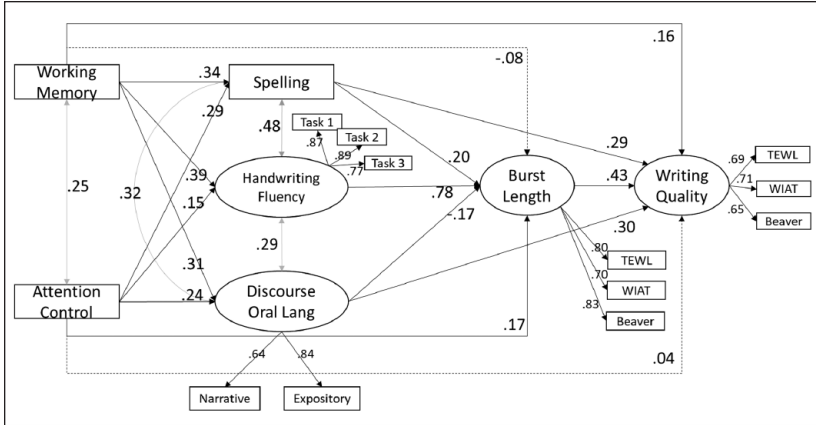 .16
-.08
Working
Memory
.34
Spelling
.29
.48
Task 1
.87
Task 2
.89
Task 3
.77
.29
.20
TEWL
.69
.25
.32
.39
.15
Handwriting
Fluency
.78
Burst
Length
.43
Writing
Quality
.71
WIAT
.65
Beaver
-.17
.30
.29
.31
.24
Attention
Control
Discourse
Oral Lang
.80
TEWL
.70
WIAT
.83
Beaver
.17
.04
.64
.84
Narrative
Expository